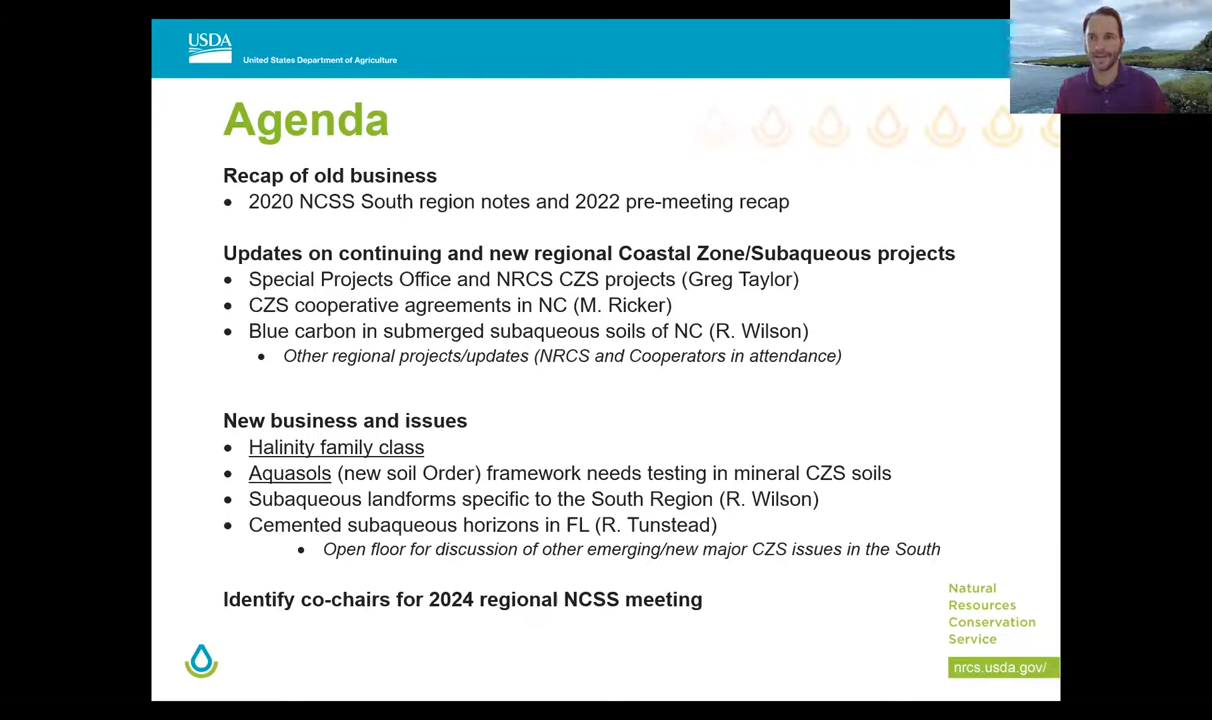 USDA
United States Department of Agriculture
Agenda
Recap of old business
• 2020 NCSS South region notes and 2022 pre-meeting recap
Updates on continuing and new regional Coastal Zone/Subaqueous projects
• Special Projects Office and NRCS CZS projects (Greg Taylor)
• CZS cooperative agreements in NC (M. Ricker)
• Blue carbon in submerged subaqueous soils of NC (R. Wilson)
• Other regional projects/updates (NRCS and Cooperators in attendance)
New business and issues
• Halinity family class
• Aquasols (new soil Order) framework needs testing in mineral CZS soils
• Subaqueous landforms specific to the South Region (R. Wilson)
• Cemented subaqueous horizons in FL (R. Tunstead)
• Open floor for discussion of other emerging/new major CZS issues in the South
Identify co-chairs for 2024 regional NCSS meeting
Natural
Resources
Conservation
Service
nrcs.usda.gov/